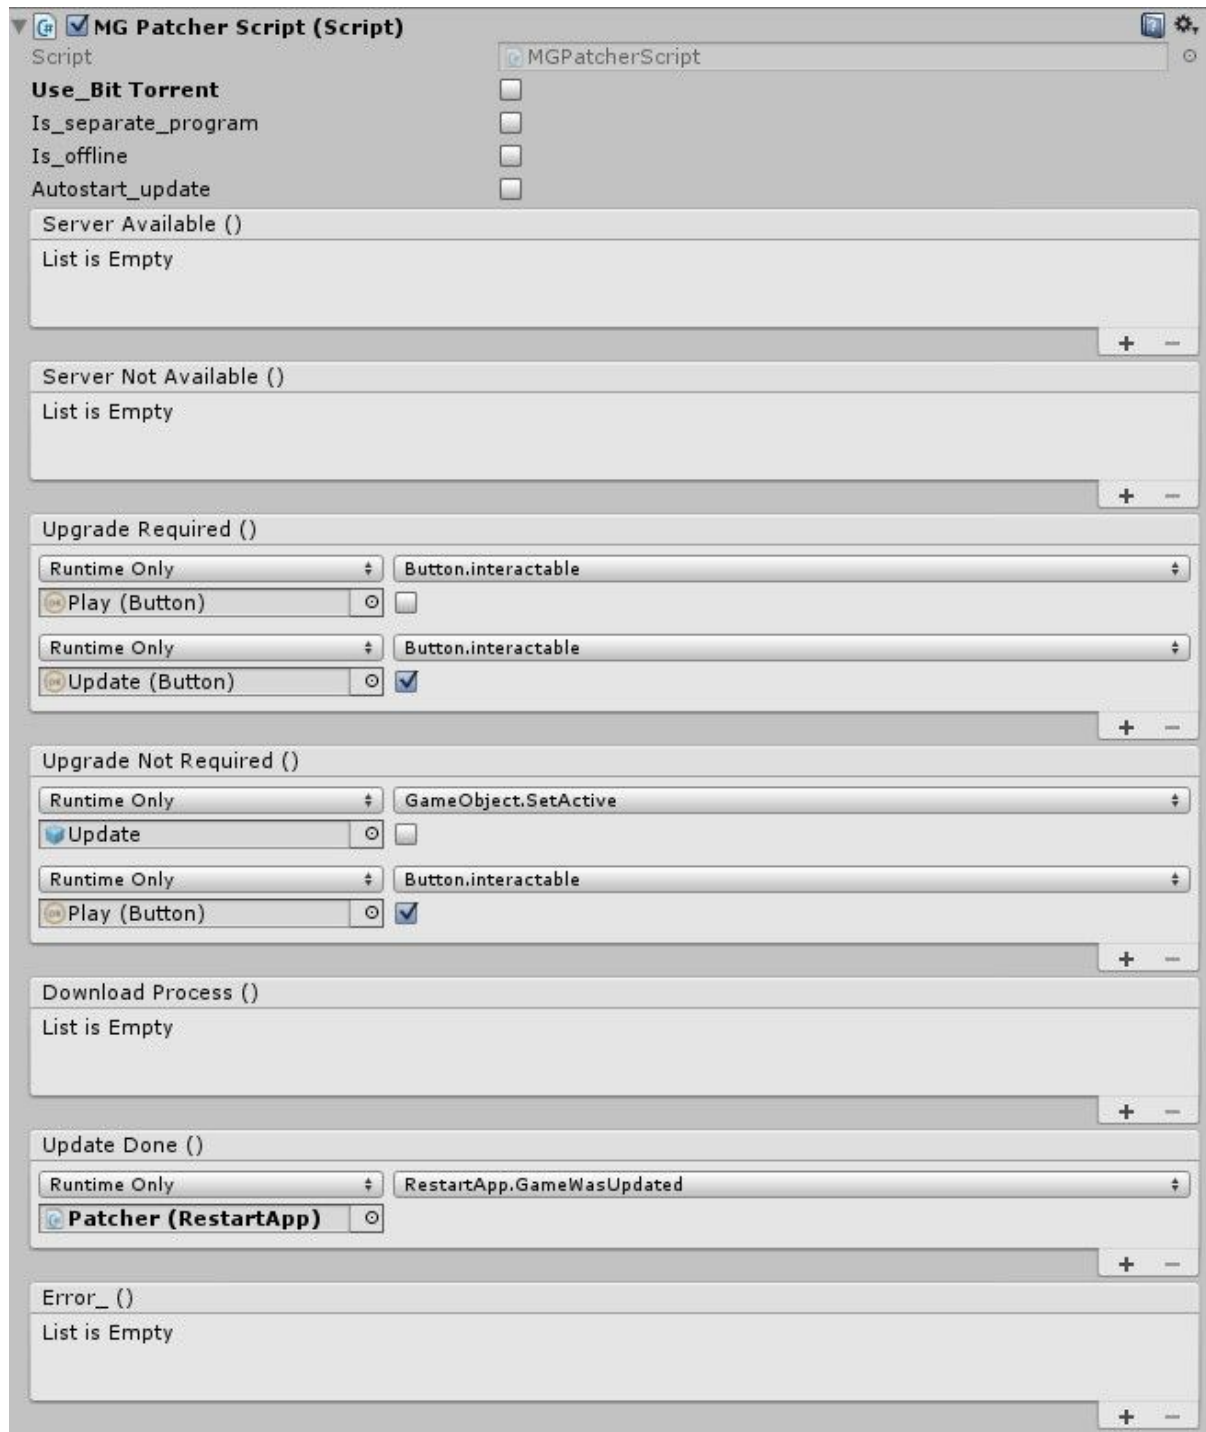 MG Patcher Script (Script)
Script MGPatcherScript
Use_Bit Torrent
Is_separate_program
Is_offline
Autostart_update
Server Available ()
List is Empty
+ −
Server Not Available ()
List is Empty
+ −
Upgrade Required ()
Runtime Only Button.interactable
Play (Button)
Runtime Only Button.interactable
Update (Button)
+ −
Upgrade Not Required ()
Runtime Only GameObject.SetActive
Update
Runtime Only Button.interactable
Play (Button)
+ −
Download Process ()
List is Empty
+ −
Update Done ()
Runtime Only RestartApp.GameWasUpdated
Patcher (RestartApp)
+ −
Error_ ()
List is Empty
+ −